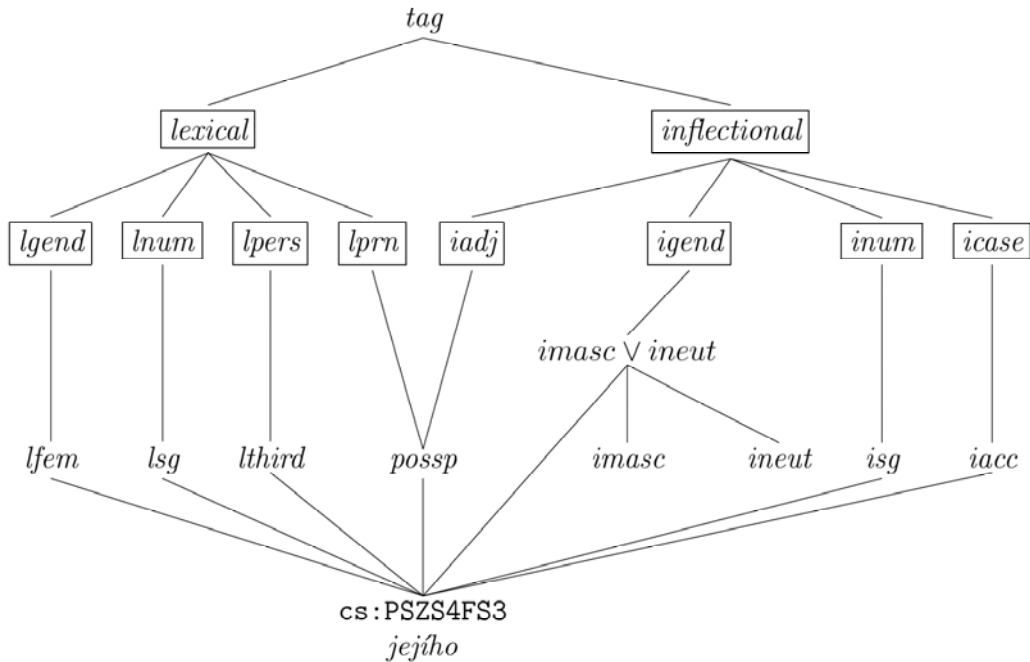 tag
lexical inflectional
lgend lnum lpers lprn iadj igend inum icase
imasc ∨ ineut
lfem lsg lthird possp imasc ineut isg iacc
cs:PSZS4FS3
jejího